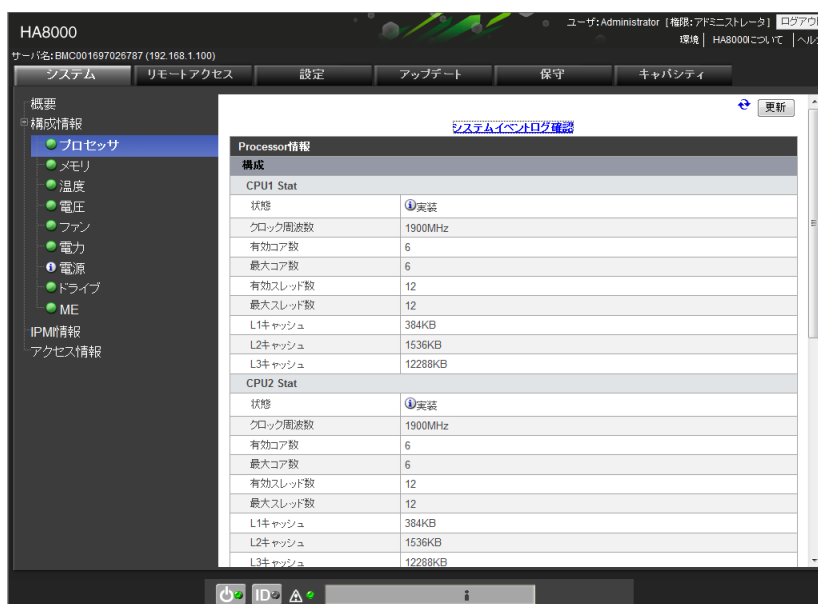 HA8000
ユーザ:Administrator [権限:アドミニストレータ] ログアウ
環境 | HA8000について | ヘル
サーバ名:BMC001697026787 (192.168.1.100)
システム リモートアクセス 設定 アップデート 保守 キャパシティ
概要
構成情報
プロセッサ
メモリ
温度
電圧
ファン
電力
電源
ドライブ
ME
IPMI情報
アクセス情報
更新
システムイベントログ確認
Processor情報
構成
CPU1 Stat
状態 実装
クロック周波数 1900MHz
有効コア数 6
最大コア数 6
有効スレッド数 12
最大スレッド数 12
L1キャッシュ 384KB
L2キャッシュ 1536KB
L3キャッシュ 12288KB
CPU2 Stat
状態 実装
クロック周波数 1900MHz
有効コア数 6
最大コア数 6
有効スレッド数 12
最大スレッド数 12
L1キャッシュ 384KB
L2キャッシュ 1536KB
L3キャッシュ 12288KB
ID